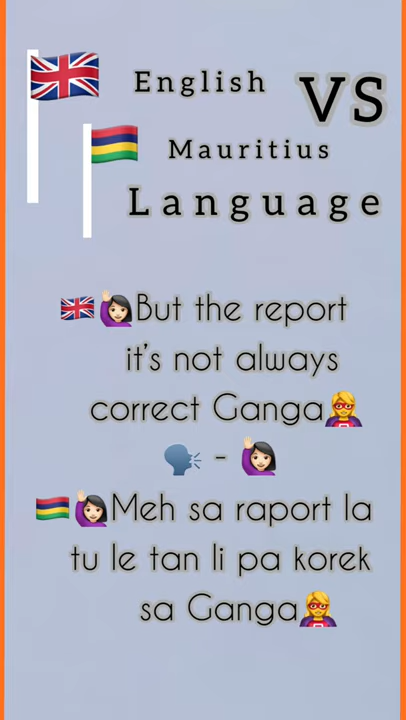 English VS
Mauritius
Language
🇬🇧🙋🏻‍♀️But the report
it's not always
correct Ganga🦸‍♀️
🗣️ - 🙋🏻‍♀️
🇲🇺🙋🏻‍♀️Meh sa raport la
tu le tan li pa korek
sa Ganga🦸‍♀️